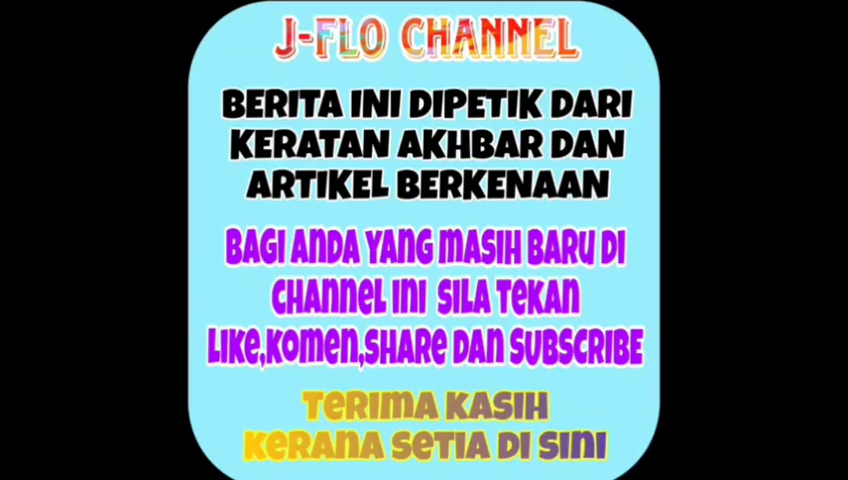 J-FLO CHANNEL
BERITA INI DIPETIK DARI
KERATAN AKHBAR DAN
ARTIKEL BERKENAAN
BAGI ANDA YANG MASIH BARU DI
CHANNEL INI SILA TEKAN
LIKE,KOMEN,SHARE DAN SUBSCRIBE
TERIMA KASIH
KERANA SETIA DI SINI